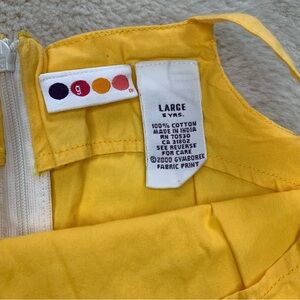 g
LARGE
5 YRS.
100% COTTON
MADE IN INDIA
RN 70530
CA 31802
SEE REVERSE
FOR CARE
©2000 GYMBOREE
FABRIC PRINT